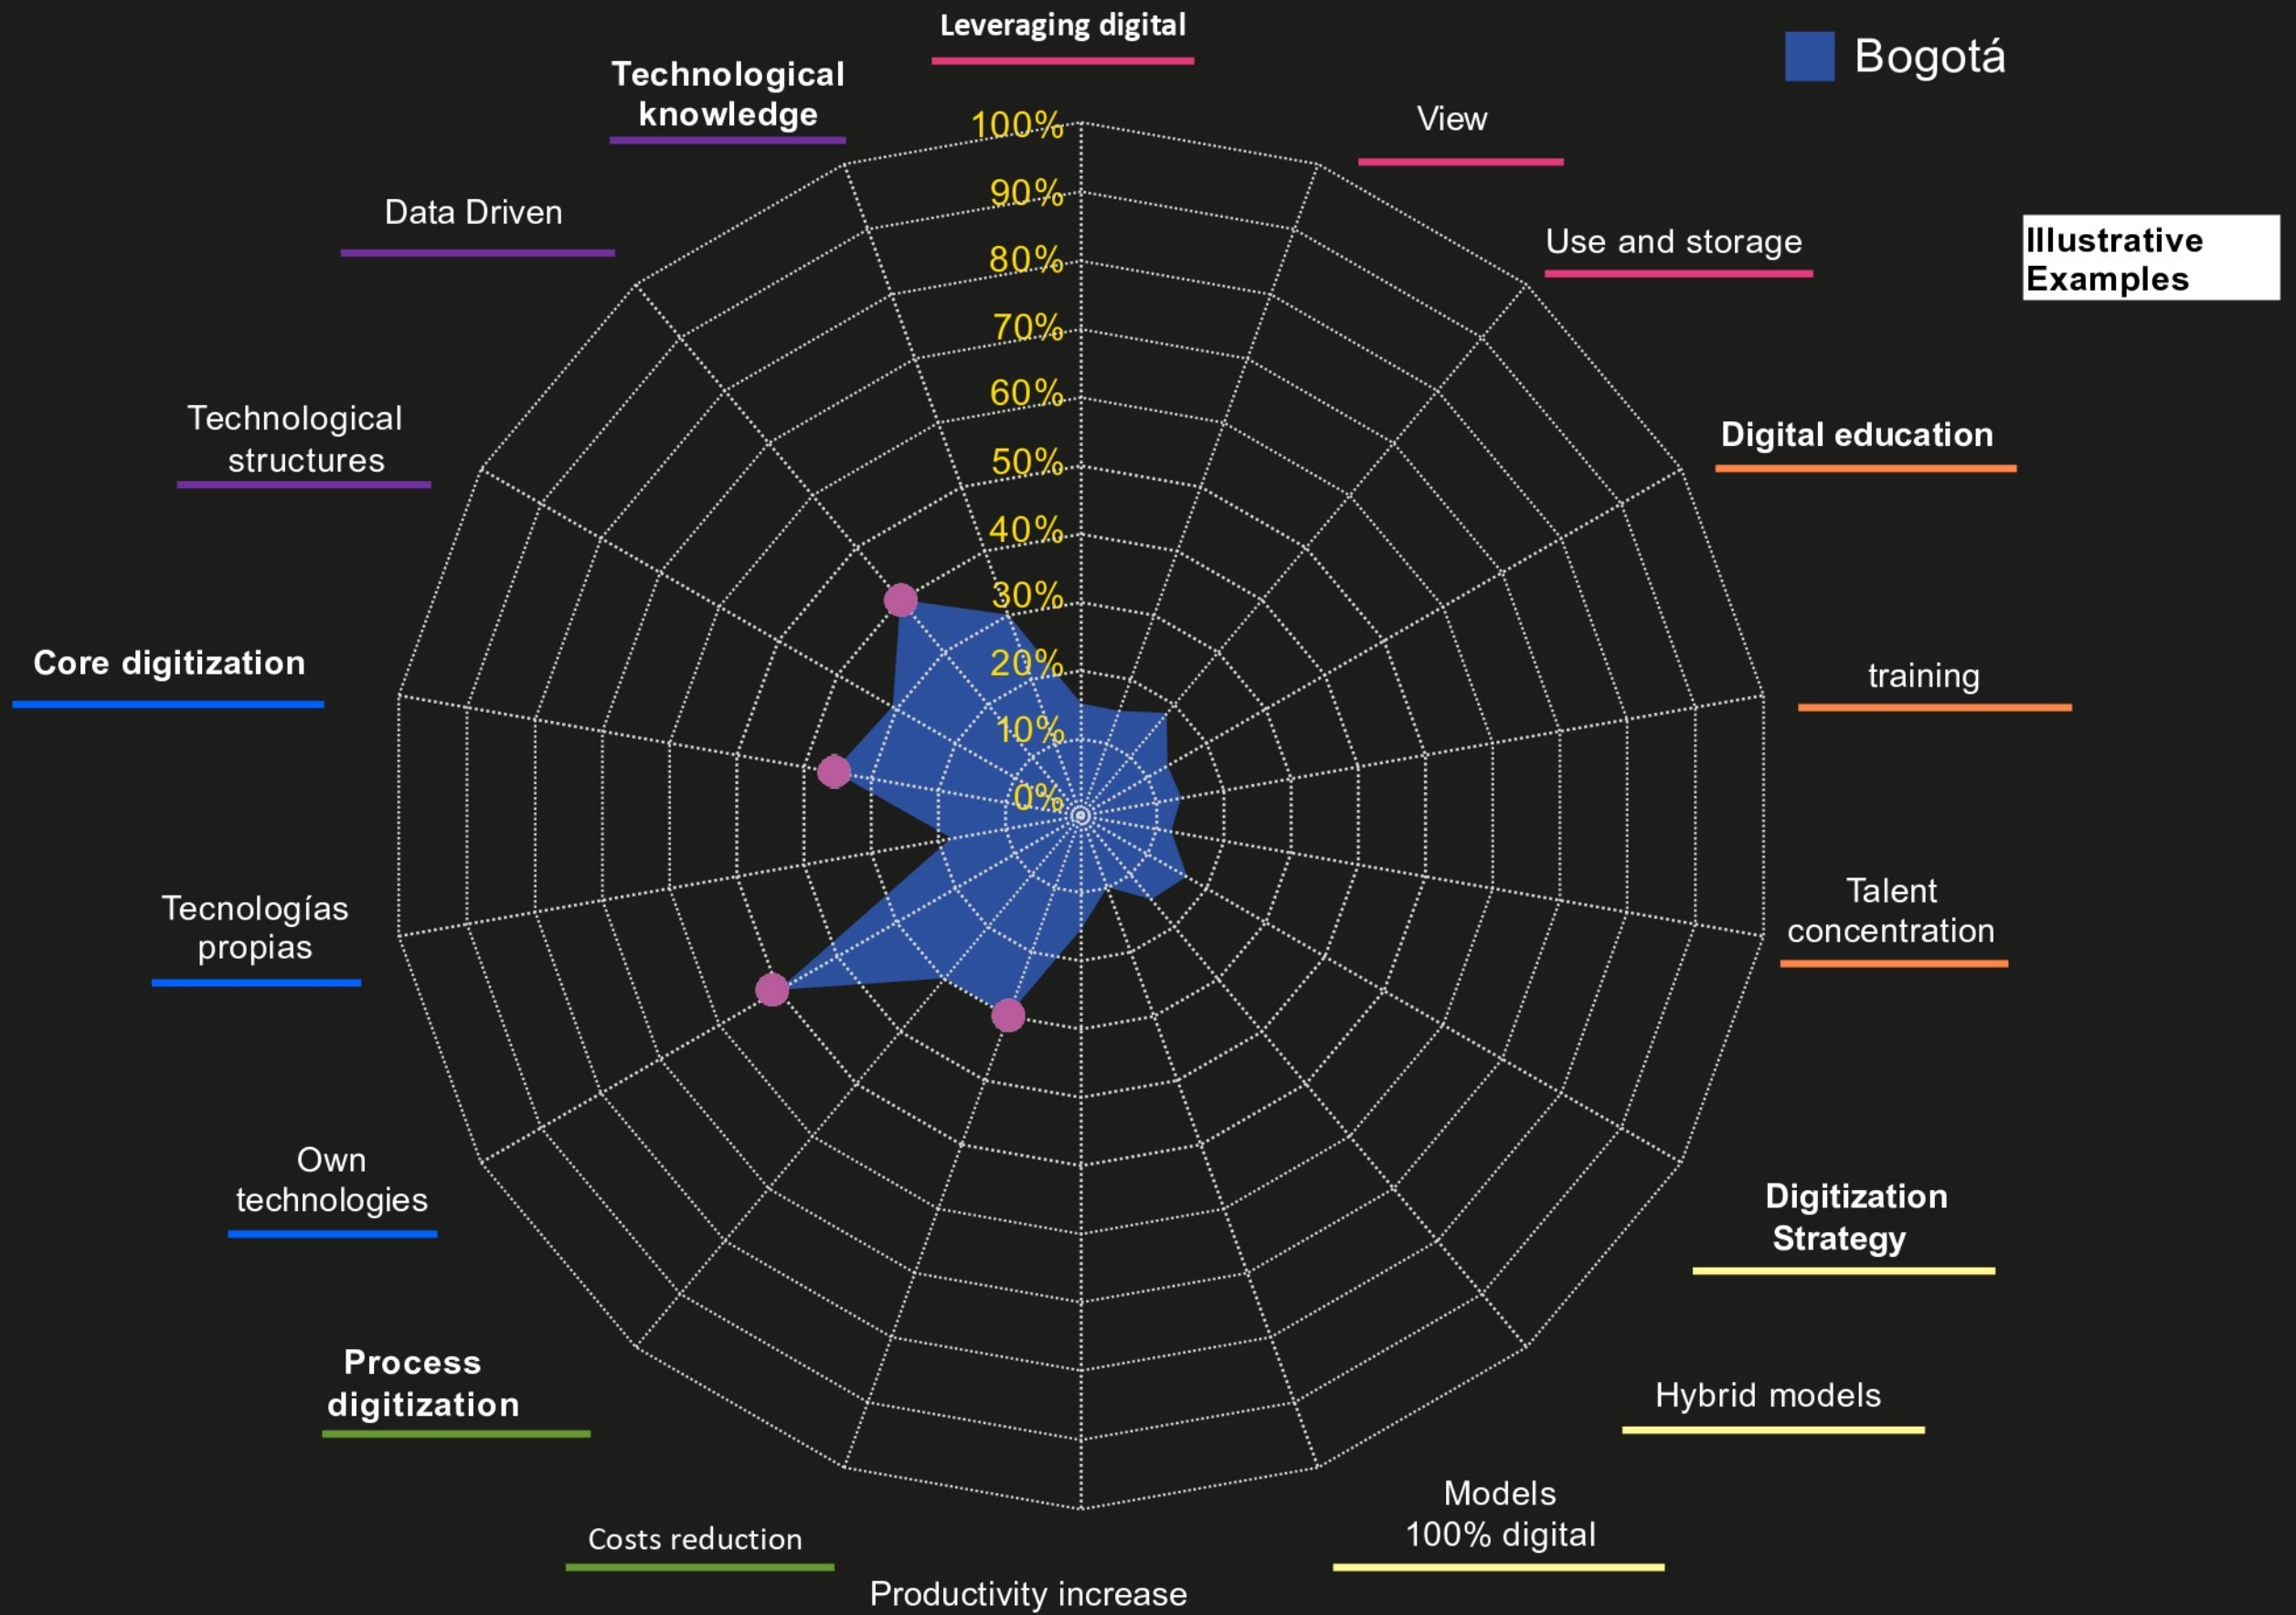 Leveraging digital
Bogotá
Technological
knowledge
View
Data Driven
Use and storage
Illustrative
Examples
100%
90%
80%
70%
60%
50%
40%
30%
20%
10%
0%
Technological
structures
Digital education
Core digitization
training
Tecnologías
propias
Talent
concentration
Own
technologies
Digitization
Strategy
Process
digitization
Hybrid models
Costs reduction
Models
100% digital
Productivity increase